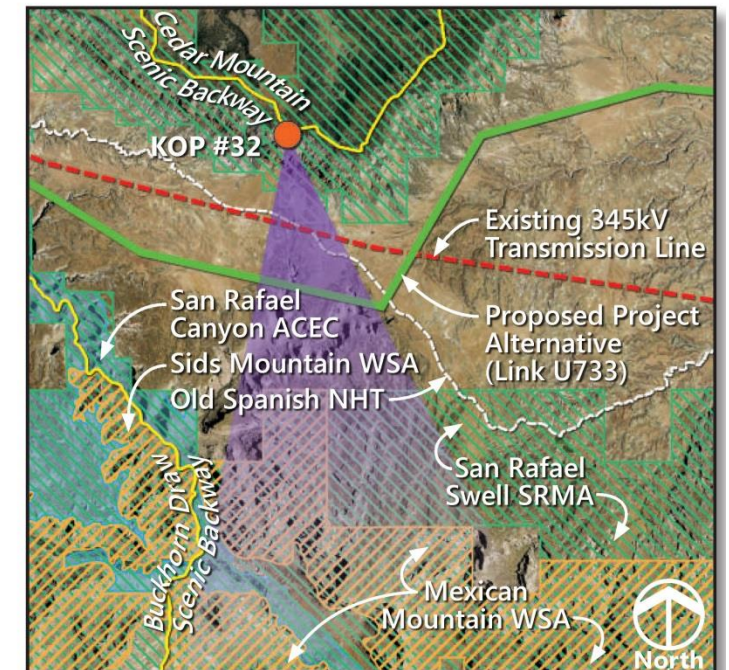 Cedar Mountain
Scenic Backway
KOP #32
Existing 345kV
Transmission Line
San Rafael
Canyon ACEC
Proposed Project
Alternative
(Link U733)
Sids Mountain WSA
Old Spanish NHT
San Rafael
Swell SRMA
Buckhorn Draw
Scenic Backway
Mexican
Mountain WSA
North